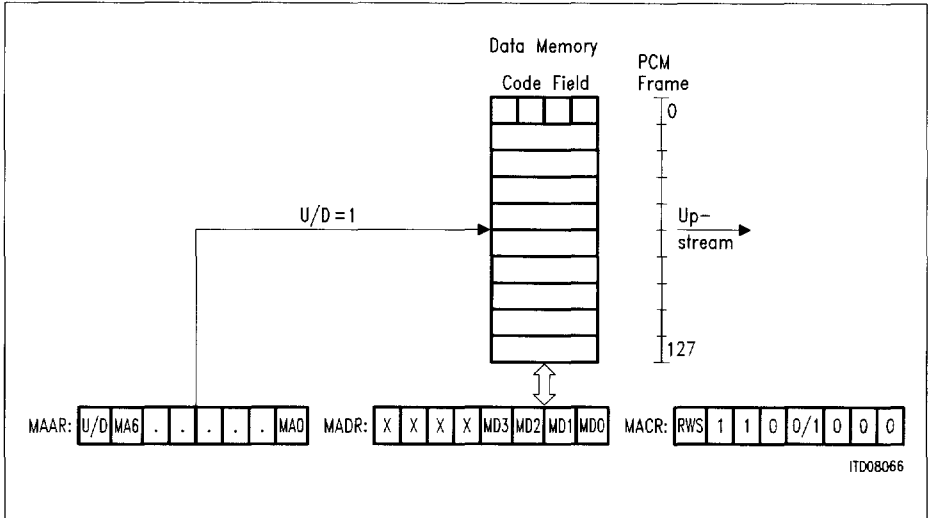 Data Memory
Code Field
PCM
Frame
0
U/D=1
Up-
stream
127
MAAR: U/D MA6 . . . . . MA0
MADR: X X X X MD3 MD2 MD1 MD0
MACR: RWS 1 1 0 0/1 0 0 0
ITD08066